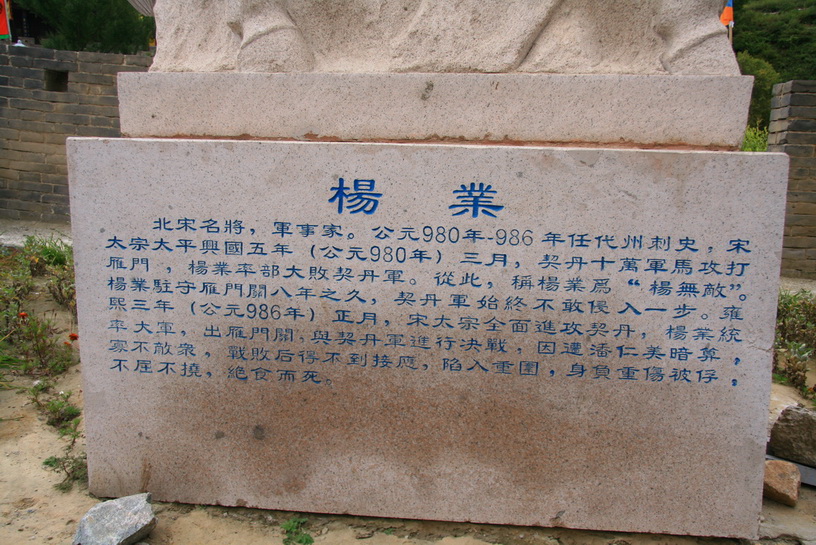 楊 業
北宋名將，軍事家。公元980年-986年任代州刺史，宋
太宗太平興國五年（公元980年）三月，契丹十萬軍馬攻打
雁門，楊業率部大敗契丹軍。從此，稱楊業爲“楊無敵”。
楊業駐守雁門關八年之久，契丹軍始終不敢侵入一步。雍
熙三年（公元986年）正月，宋太宗全面進攻契丹，楊業統
率大軍，出雁門關，與契丹軍進行決戰，因遭潘仁美暗算，
寡不敵衆，戰敗后得不到接應，陷入重圍，身負重傷被俘，
不屈不撓，絕食而死。